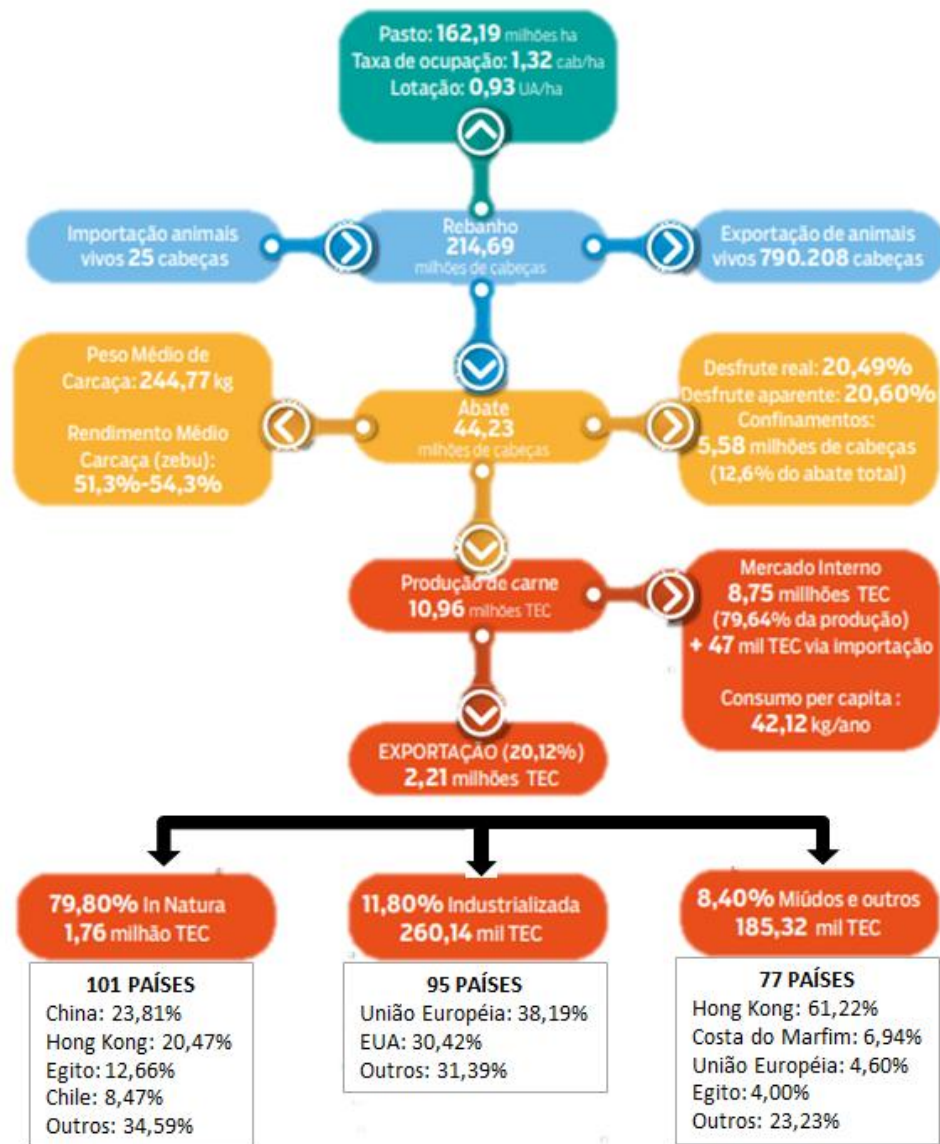 Pasto: 162,19 milhões ha
Taxa de ocupação: 1,32 cab/ha
Lotação: 0,93 UA/ha
Importação animais
vivos 25 cabeças
Rebanho
214,69
milhões de cabeças
Exportação de animais
vivos 790.208 cabeças
Peso Médio de
Carcaça: 244,77 kg
Rendimento Médio
Carcaça (zebu):
51,3%-54,3%
Abate
44,23
milhões de cabeças
Desfrute real: 20,49%
Desfrute aparente: 20,60%
Confinamentos:
5,58 milhões de cabeças
(12,6% do abate total)
Produção de carne
10,96 milhões TEC
Mercado Interno
8,75 millhões TEC
(79,64% da produção)
+ 47 mil TEC via importação
Consumo per capita :
42,12 kg/ano
EXPORTAÇÃO (20,12%)
2,21 milhões TEC
79,80% In Natura
1,76 milhão TEC
101 PAÍSES
China: 23,81%
Hong Kong: 20,47%
Egito: 12,66%
Chile: 8,47%
Outros: 34,59%
11,80% Industrializada
260,14 mil TEC
95 PAÍSES
União Européia: 38,19%
EUA: 30,42%
Outros: 31,39%
8,40% Miúdos e outros
185,32 mil TEC
77 PAÍSES
Hong Kong: 61,22%
Costa do Marfim: 6,94%
União Européia: 4,60%
Egito: 4,00%
Outros: 23,23%